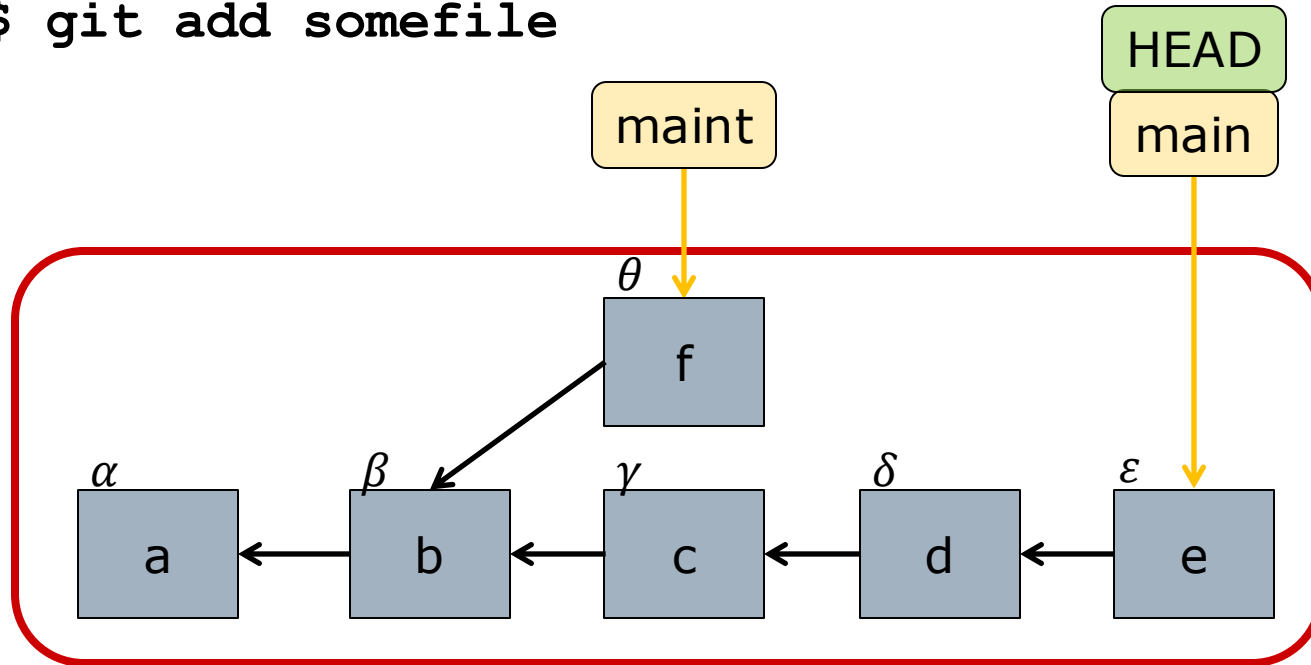 $ git add somefile
HEAD
maint
main
θ
f
α
β
γ
δ
ε
a
b
c
d
e